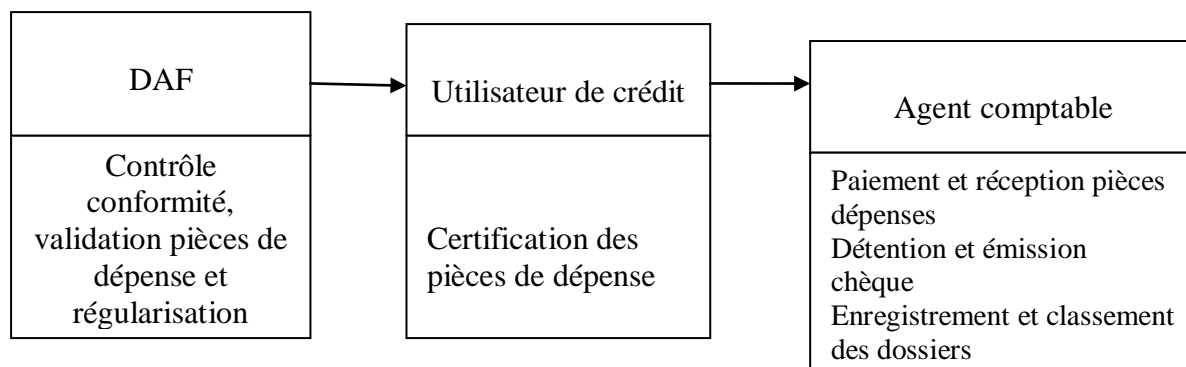 DAF
Contrôle
conformité,
validation pièces de
dépense et
régularisation
Utilisateur de crédit
Certification des
pièces de dépense
Agent comptable
Paiement et réception pièces
dépenses
Détention et émission
chèque
Enregistrement et classement
des dossiers